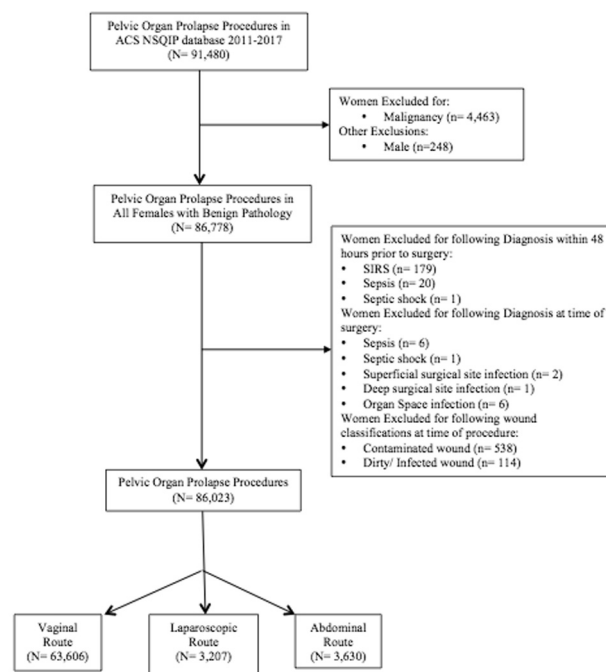 Pelvic Organ Prolapse Procedures in
ACS NSQIP database 2011-2017
(N= 91,480)
Women Excluded for:
• Malignancy (n= 4,463)
Other Exclusions:
• Male (n=248)
Pelvic Organ Prolapse Procedures in
All Females with Benign Pathology
(N= 86,778)
Women Excluded for following Diagnosis within 48
hours prior to surgery:
• SIRS (n= 179)
• Sepsis (n= 20)
• Septic shock (n= 1)
Women Excluded for following Diagnosis at time of
surgery:
• Sepsis (n= 6)
• Septic shock (n= 1)
• Superficial surgical site infection (n= 2)
• Deep surgical site infection (n= 1)
• Organ Space infection (n= 6)
Women Excluded for following wound
classifications at time of procedure:
• Contaminated wound (n= 538)
• Dirty/ Infected wound (n= 114)
Pelvic Organ Prolapse Procedures
(N= 86,023)
Vaginal
Route
(N= 63,606)
Laparoscopic
Route
(N= 3,207)
Abdominal
Route
(N= 3,630)